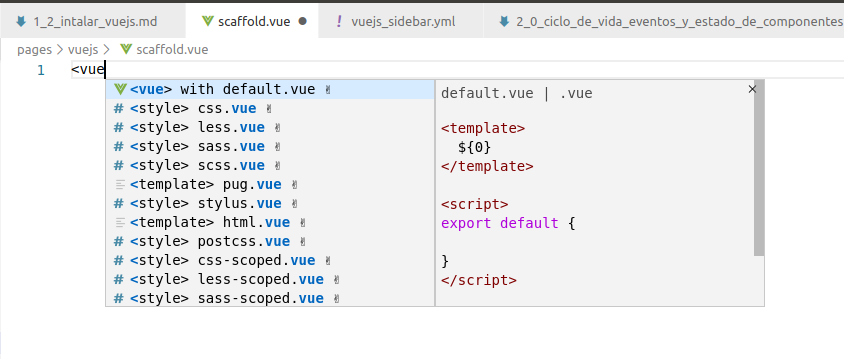 1_2_intalar_vuejs.md
scaffold.vue
vuejs_sidebar.yml
2_0_ciclo_de_vida_eventos_y_estado_de_componentes
pages > vuejs > scaffold.vue
1 <vue
<vue> with default.vue
<style> css.vue
<style> less.vue
<style> sass.vue
<style> scss.vue
<template> pug.vue
<style> stylus.vue
<template> html.vue
<style> postcss.vue
<style> css-scoped.vue
<style> less-scoped.vue
<style> sass-scoped.vue
default.vue | .vue
<template>
${0}
</template>
<script>
export default {
}
</script>